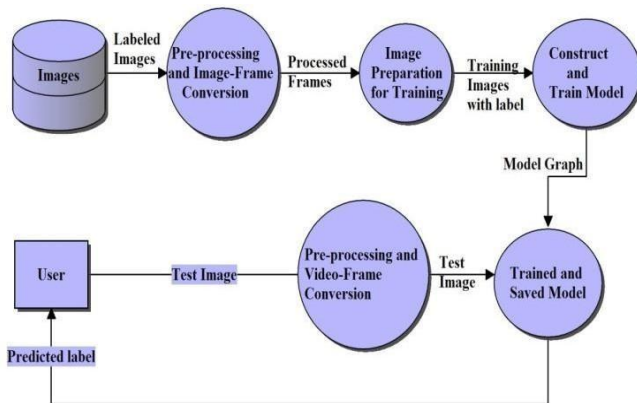 Images
Labeled
Images
Pre-processing
and Image-Frame
Conversion
Processed
Frames
Image
Preparation
for Training
Training
Images
with label
Construct
and
Train Model
Model Graph
User
Test Image
Pre-processing and
Video-Frame
Conversion
Test
Image
Trained and
Saved Model
Predicted label